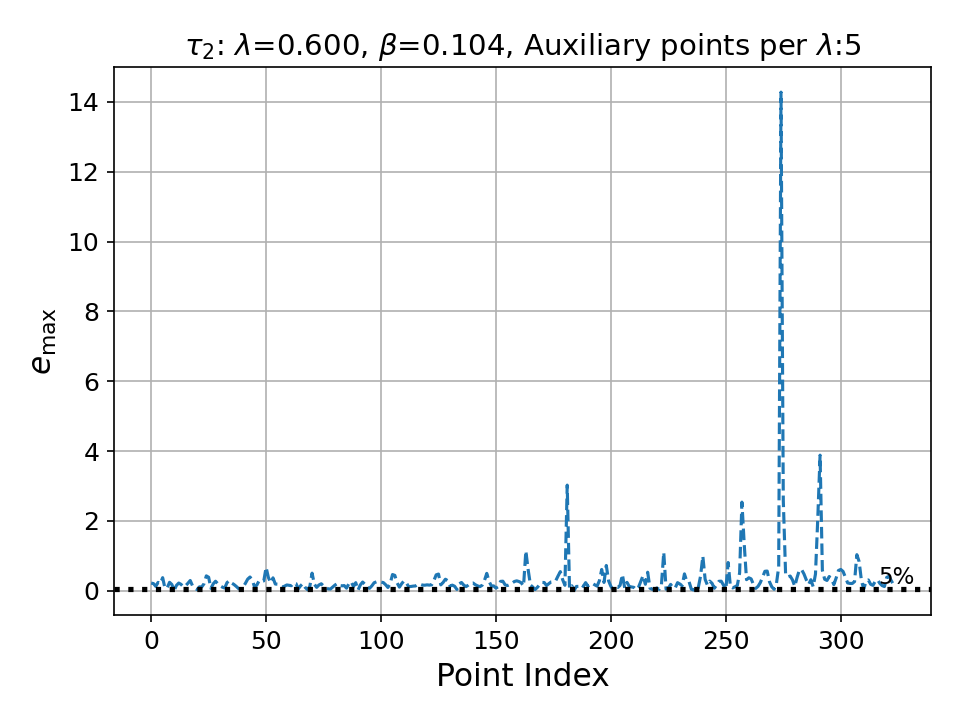 τ₂: λ=0.600, β=0.104, Auxiliary points per λ:5
e_max
14
12
10
8
6
4
2
0
5%
0 50 100 150 200 250 300
Point Index